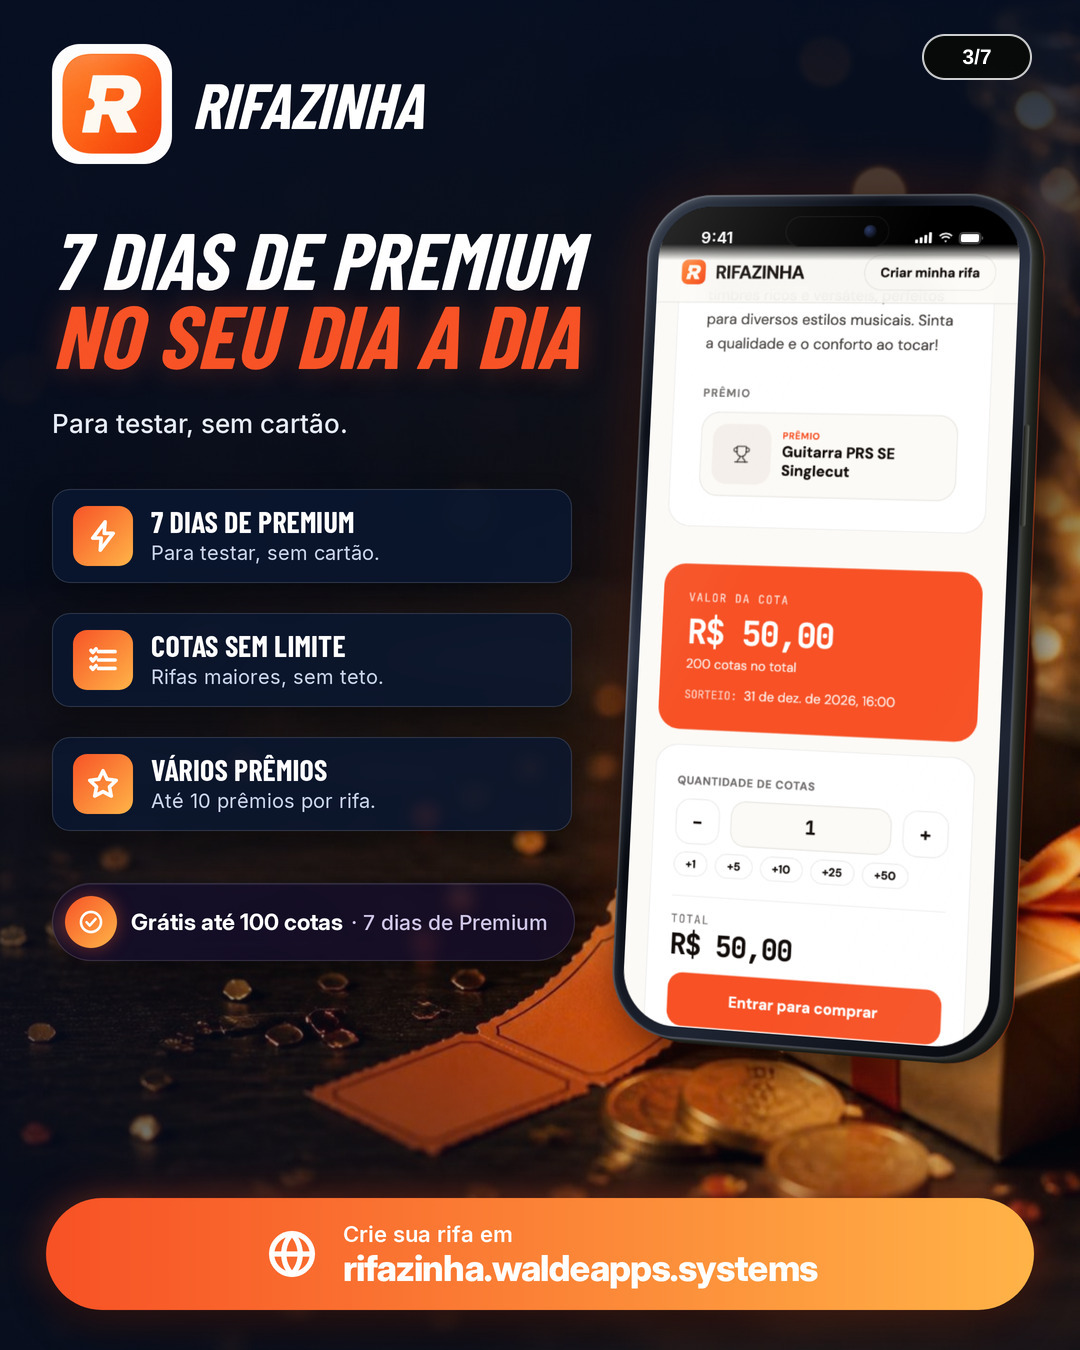 RIFAZINHA
3/7
7 DIAS DE PREMIUM
NO SEU DIA A DIA
Para testar, sem cartão.
7 DIAS DE PREMIUM
Para testar, sem cartão.
COTAS SEM LIMITE
Rifas maiores, sem teto.
VÁRIOS PRÊMIOS
Até 10 prêmios por rifa.
Grátis até 100 cotas · 7 dias de Premium
9:41
RIFAZINHA
Criar minha rifa
para diversos estilos musicais. Sinta
a qualidade e o conforto ao tocar!
PRÊMIO
PRÊMIO
Guitarra PRS SE
Singlecut
VALOR DA COTA
R$ 50,00
200 cotas no total
SORTEIO: 31 de dez. de 2026, 16:00
QUANTIDADE DE COTAS
- 1 +
+1 +5 +10 +25 +50
TOTAL
R$ 50,00
Entrar para comprar
Crie sua rifa em
rifazinha.waldeapps.systems